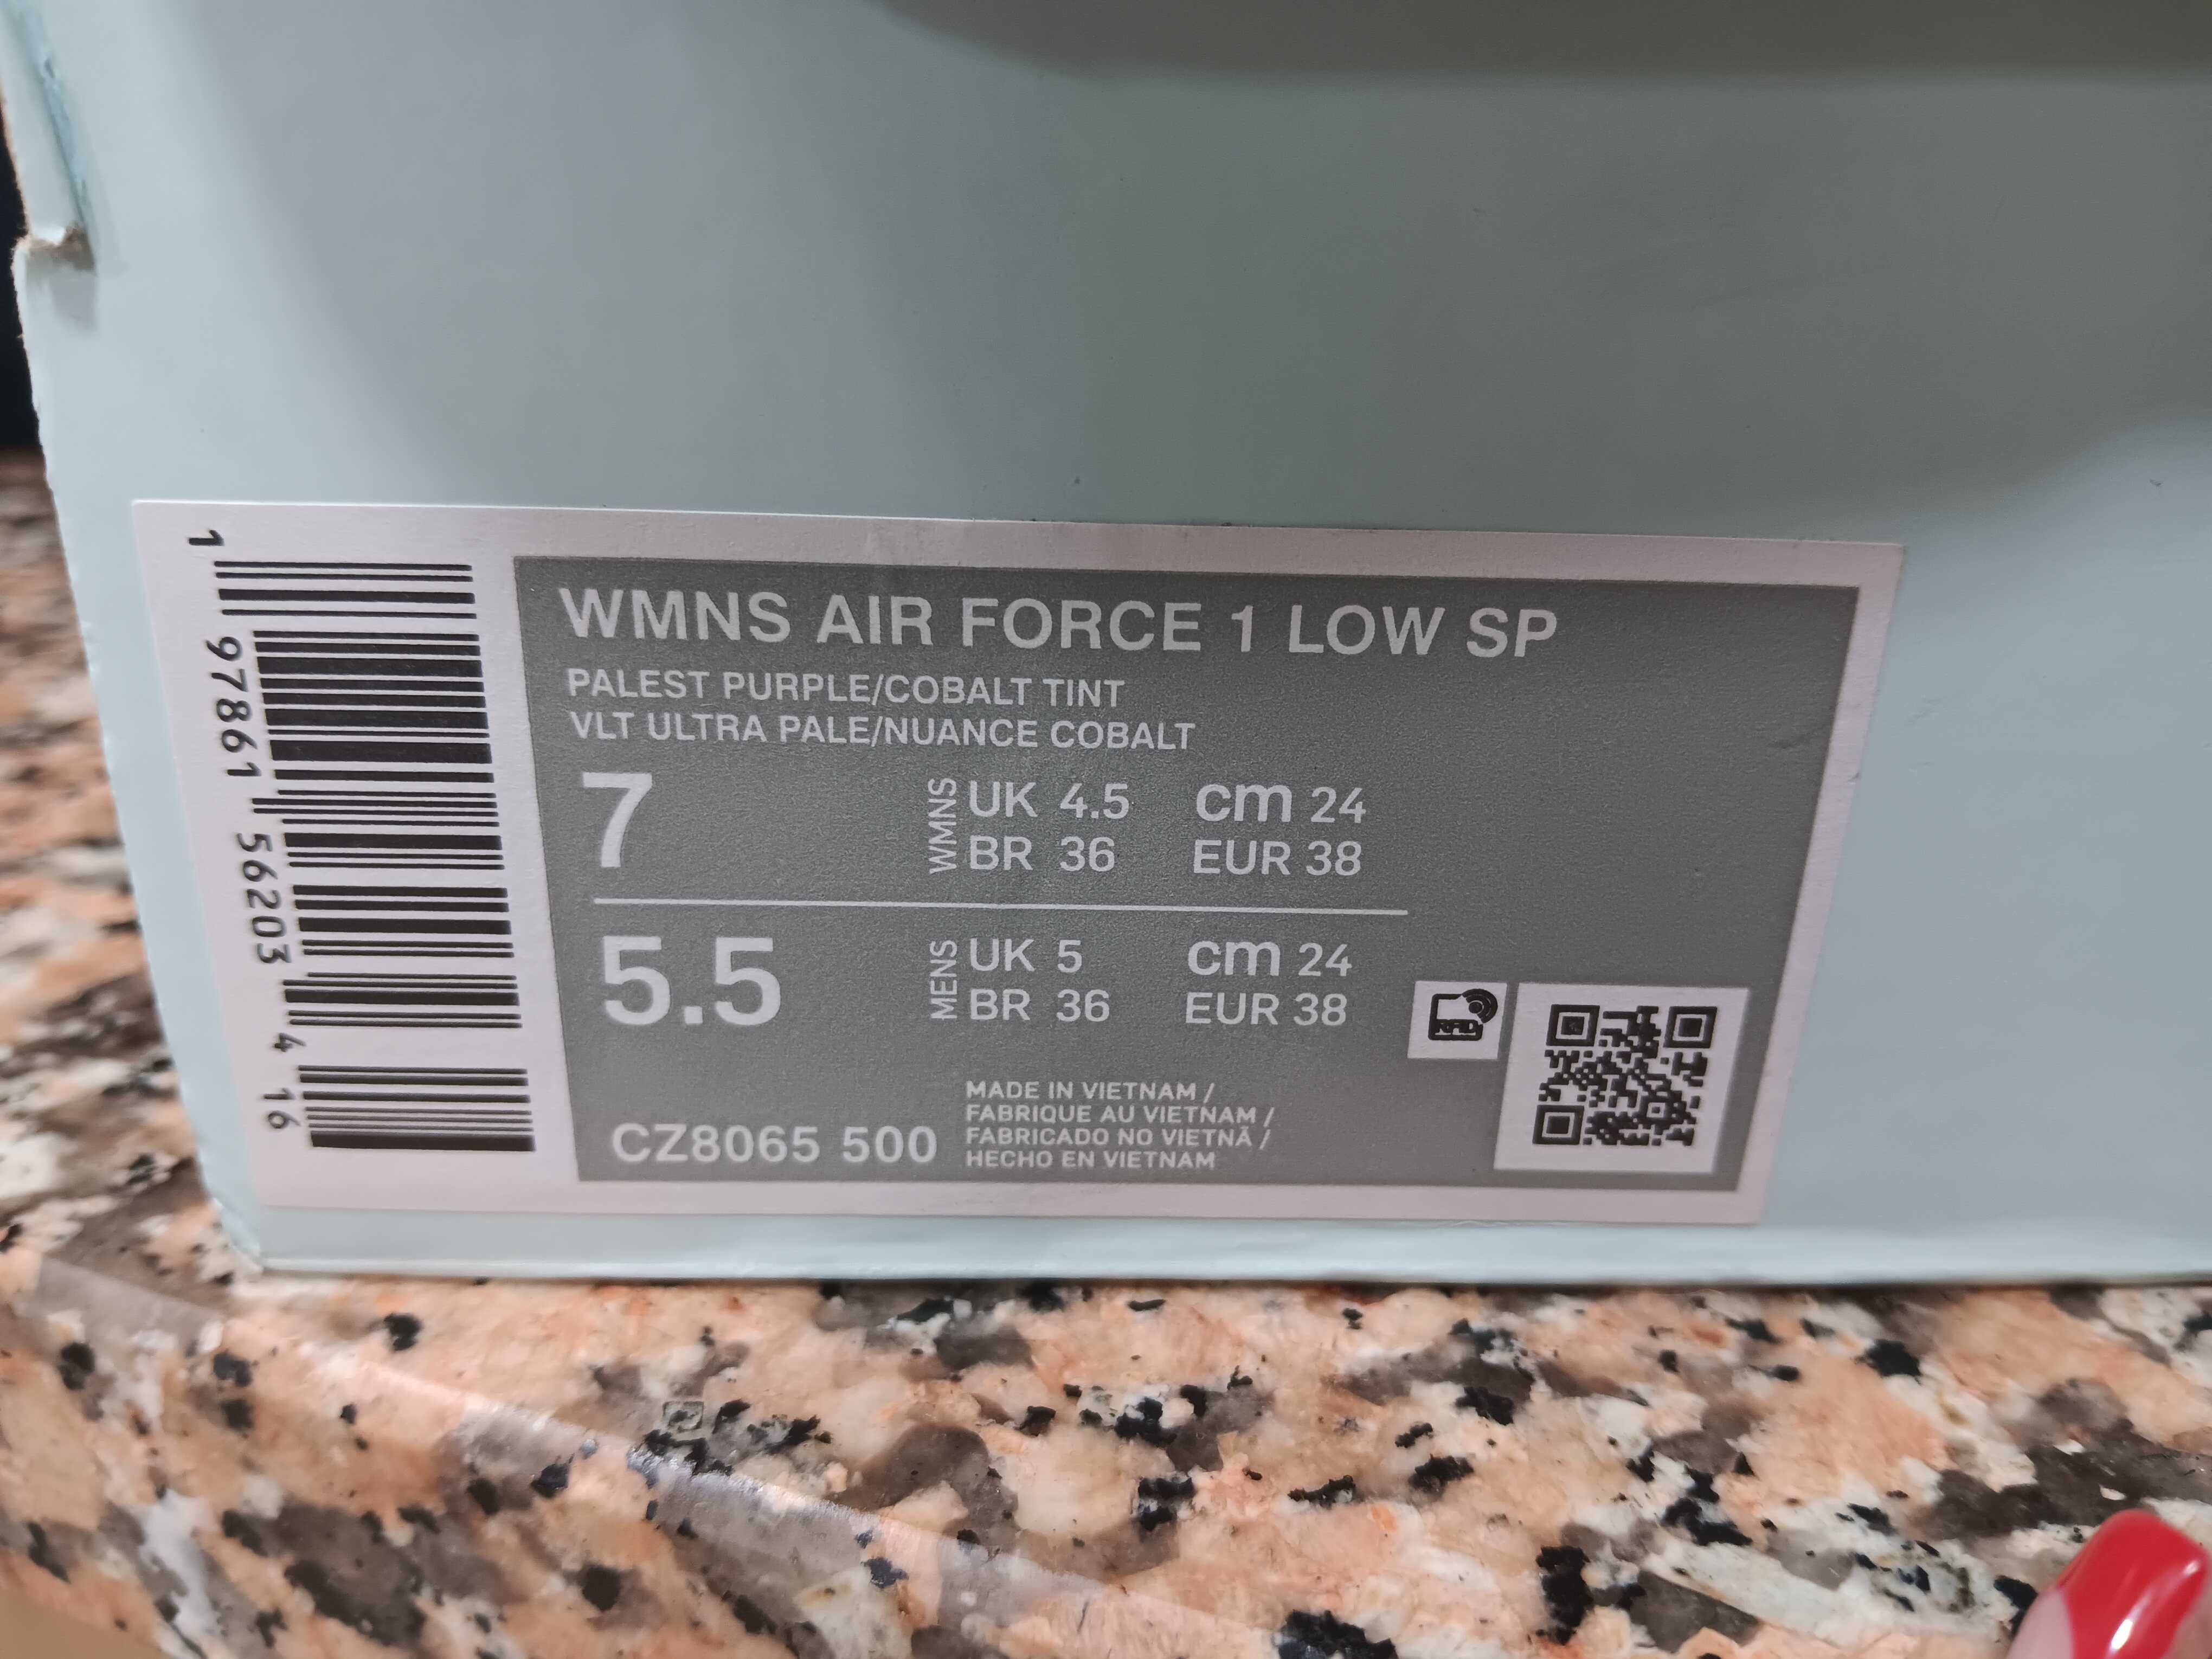 WMNS AIR FORCE 1 LOW SP
PALEST PURPLE/COBALT TINT
VLT ULTRA PALE/NUANCE COBALT
7
WMNS
UK 4.5 cm 24
BR 36 EUR 38
5.5
MENS
UK 5 cm 24
BR 36 EUR 38
RFID
CZ8065 500
MADE IN VIETNAM /
FABRIQUE AU VIETNAM /
FABRICADO NO VIETNÃ /
HECHO EN VIETNAM
1 97861 56203 4 16